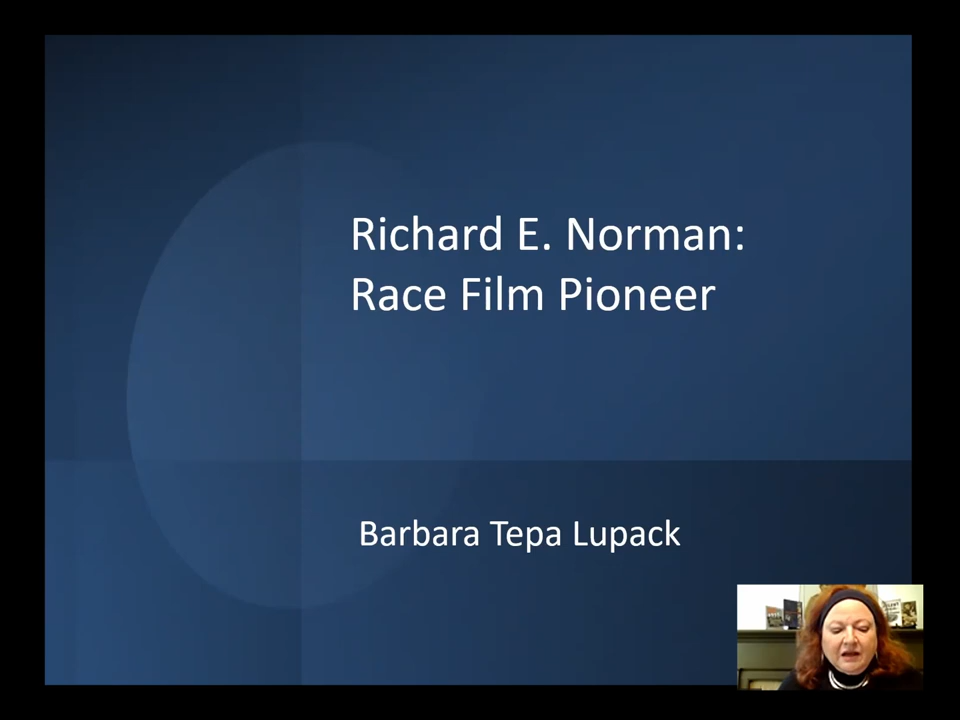 Richard E. Norman:
Race Film Pioneer
Barbara Tepa Lupack